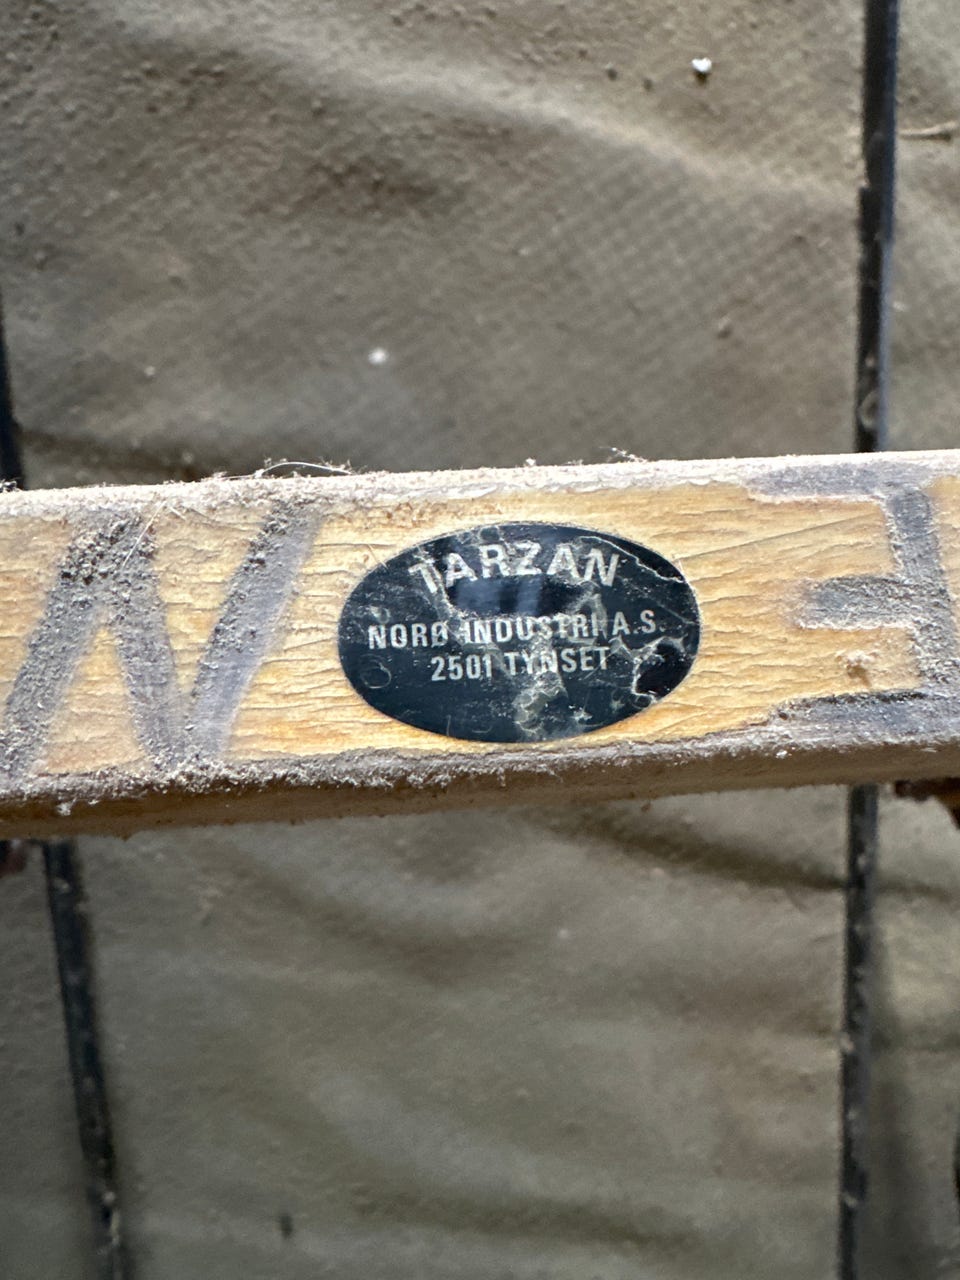 TARZAN
NORØ INDUSTRI A.S.
2501 TYNSET